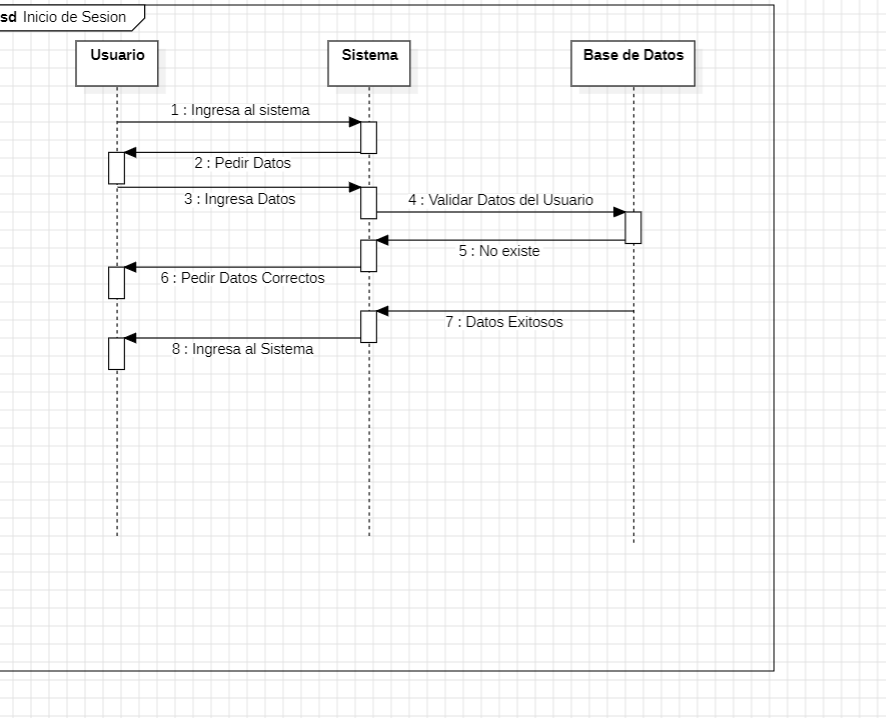 sd Inicio de Sesion
Usuario
Sistema
Base de Datos
1 : Ingresa al sistema
2 : Pedir Datos
3 : Ingresa Datos
4 : Validar Datos del Usuario
5 : No existe
6 : Pedir Datos Correctos
7 : Datos Exitosos
8 : Ingresa al Sistema